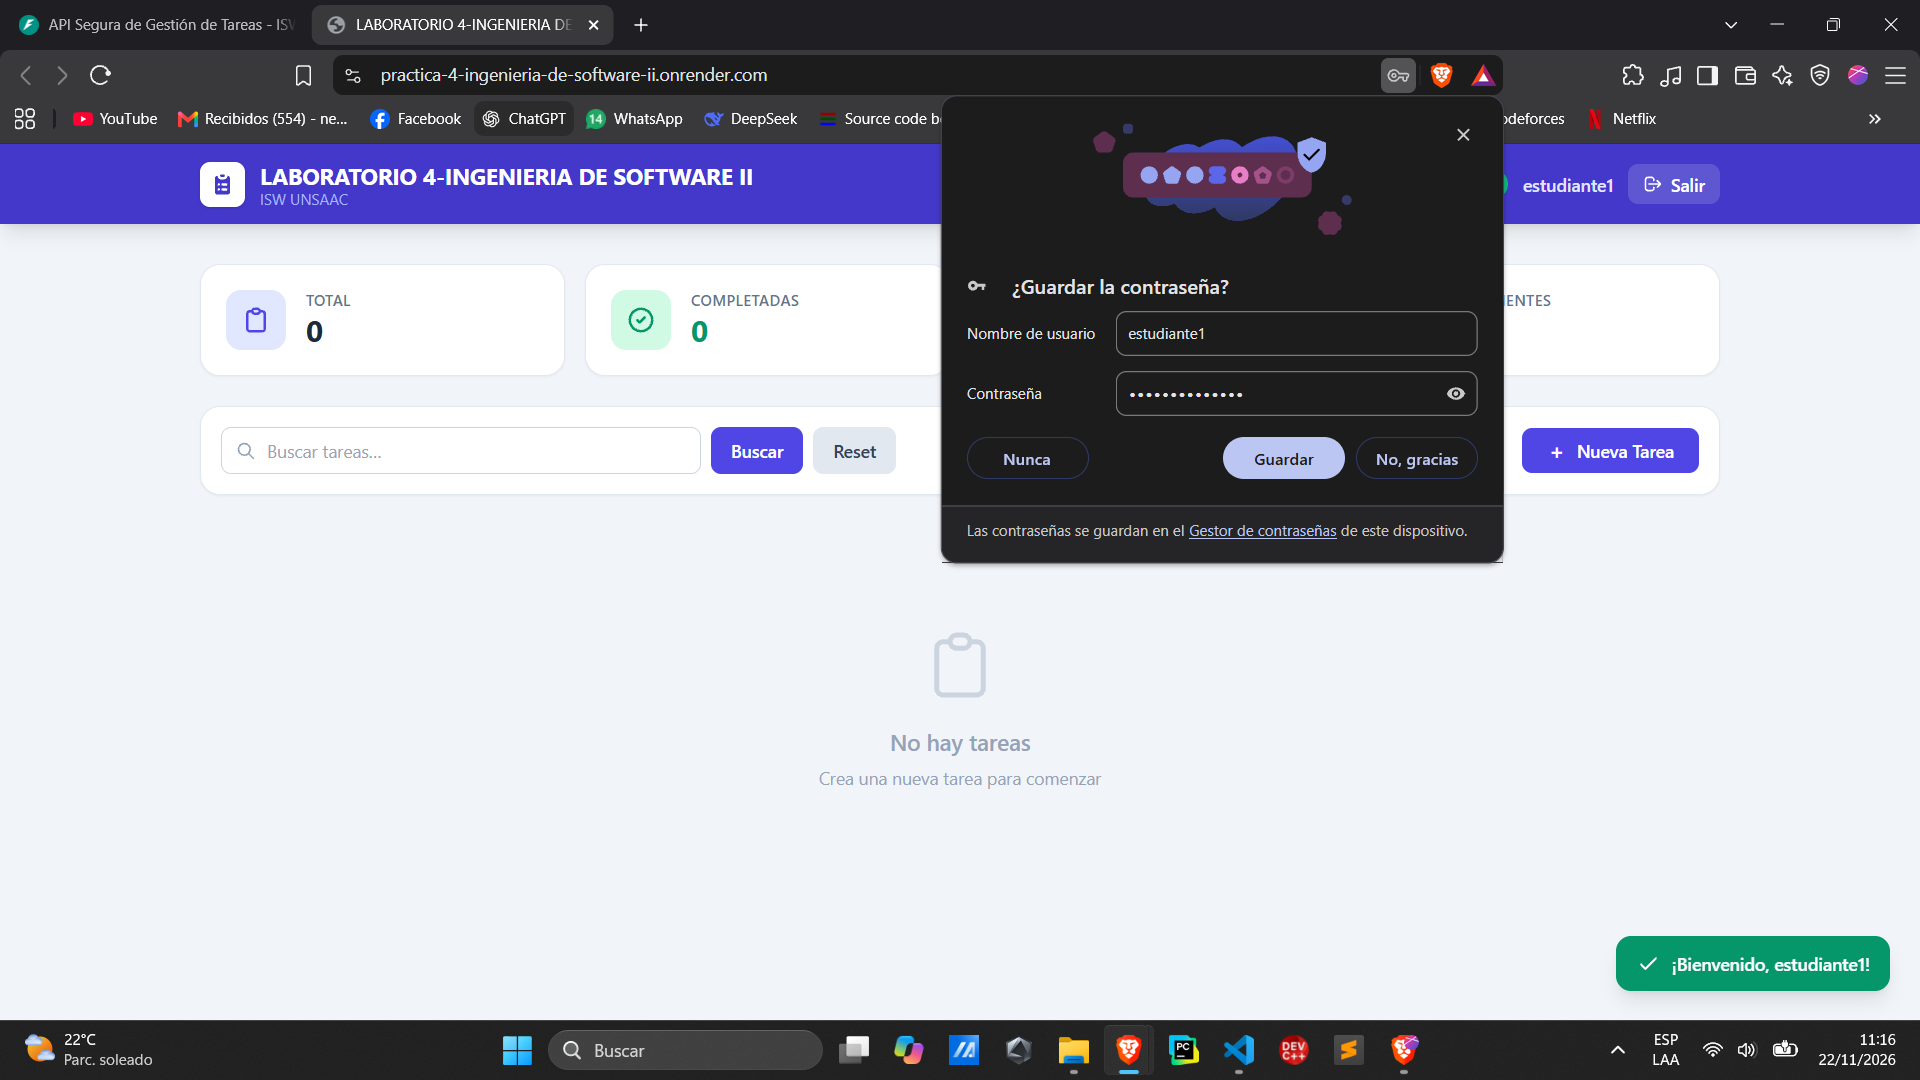 API Segura de Gestión de Tareas - ISW
LABORATORIO 4-INGENIERIA DE
practica-4-ingenieria-de-software-ii.onrender.com
YouTube
Recibidos (554) - ne...
Facebook
ChatGPT
14
WhatsApp
DeepSeek
Source code b
odeforces
Netflix
LABORATORIO 4-INGENIERIA DE SOFTWARE II
ISW UNSAAC
estudiante1
Salir
TOTAL
0
COMPLETADAS
0
IENTES
Buscar tareas...
Buscar
Reset
+ Nueva Tarea
¿Guardar la contraseña?
Nombre de usuario
estudiante1
Contraseña
••••••••••••••
Nunca
Guardar
No, gracias
Las contraseñas se guardan en el Gestor de contraseñas de este dispositivo.
No hay tareas
Crea una nueva tarea para comenzar
¡Bienvenido, estudiante1!
22°C
Parc. soleado
Buscar
PC
DEV
C++
ESP
LAA
11:16
22/11/2026